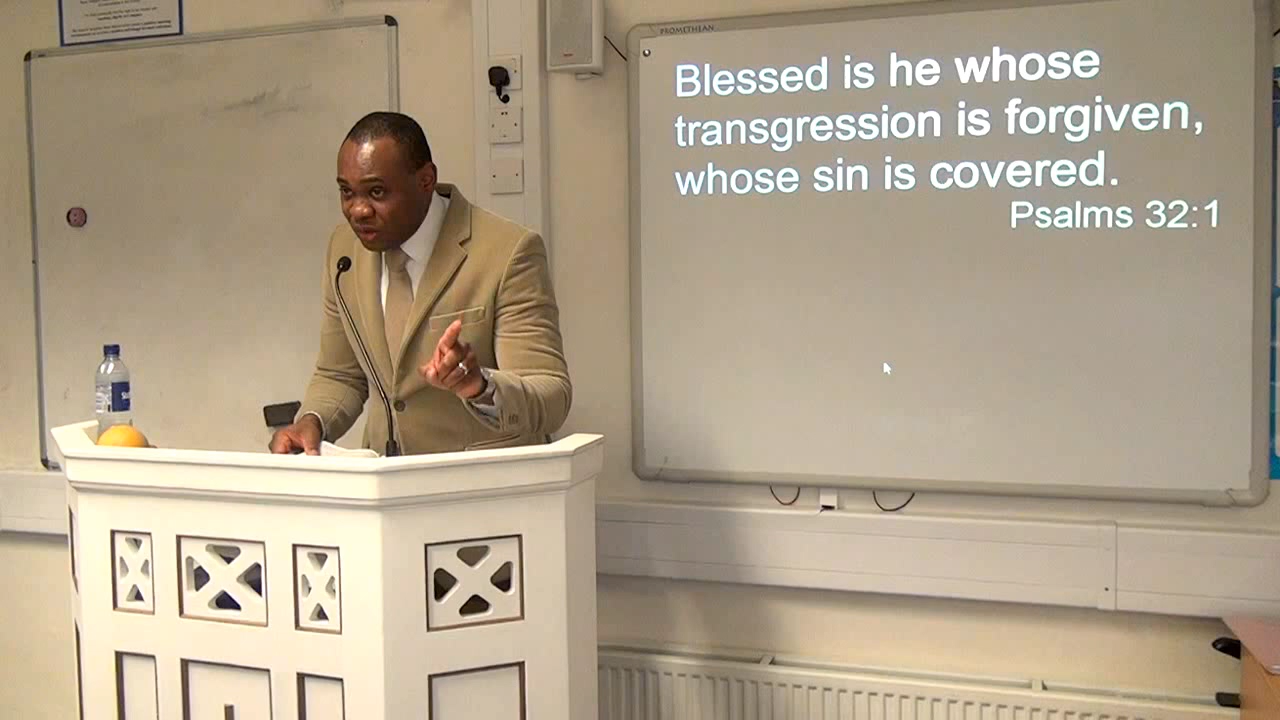 PROMETHEAN
Blessed is he whose
transgression is forgiven,
whose sin is covered.
Psalms 32:1